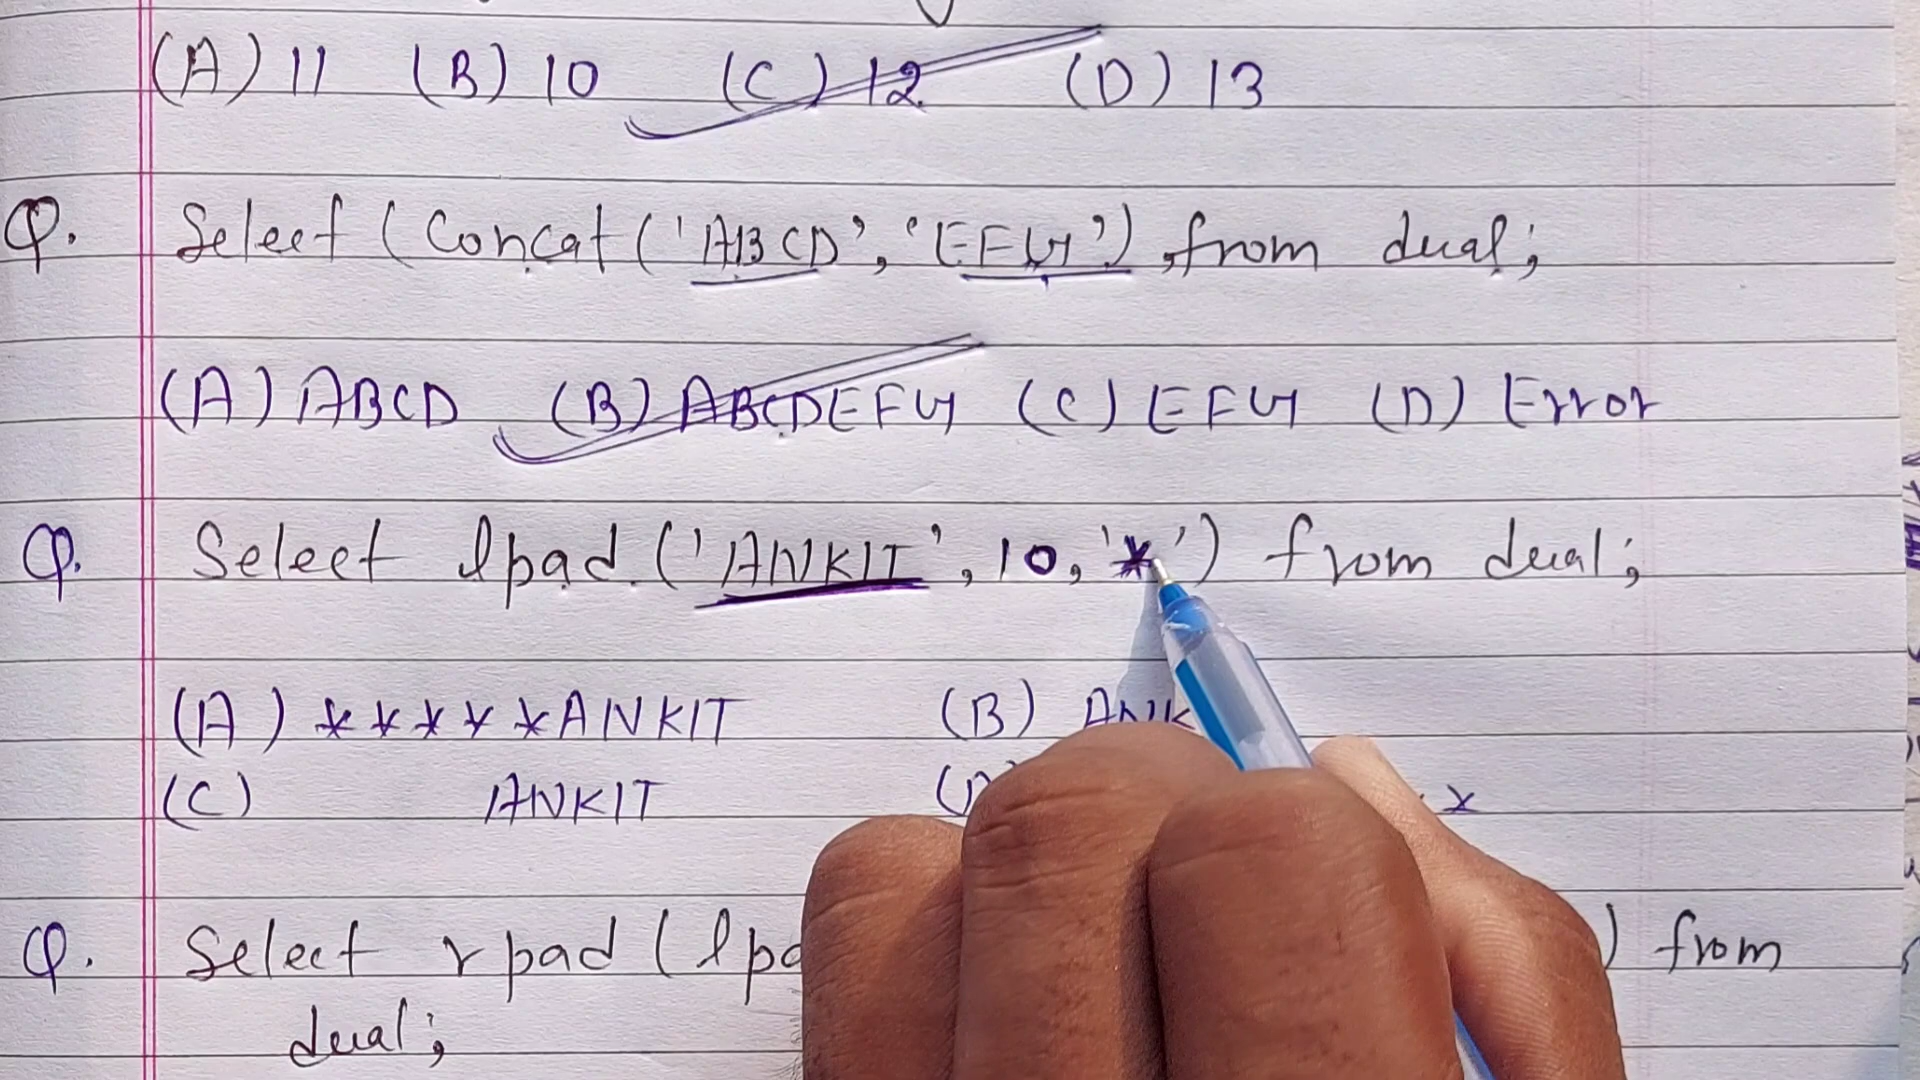 (A) 11 (B) 10 (C) 12 (D) 13
Q. Select (Concat('ABCD', 'EFG'), from dual;
(A) ABCD (B) ABCDEFG (C) EFG (D) Error
Q. Select lpad ('ANKIT', 10, '*') from dual;
(A) *****ANKIT (B)
(C) ANKIT
Q. Select rpad (lpa ) from
dual;